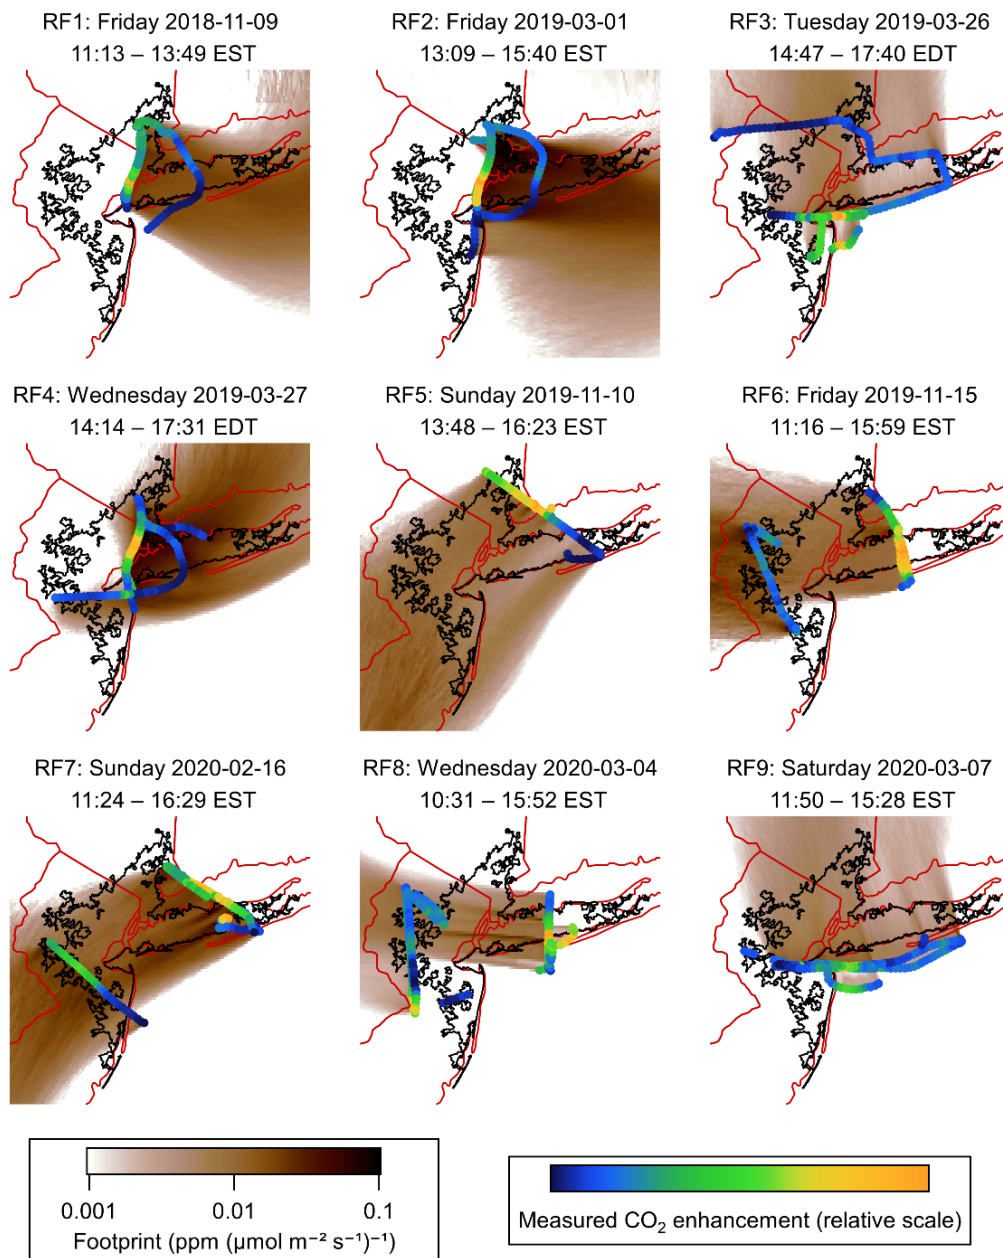 RF1: Friday 2018-11-09
11:13 – 13:49 EST
RF2: Friday 2019-03-01
13:09 – 15:40 EST
RF3: Tuesday 2019-03-26
14:47 – 17:40 EDT
RF4: Wednesday 2019-03-27
14:14 – 17:31 EDT
RF5: Sunday 2019-11-10
13:48 – 16:23 EST
RF6: Friday 2019-11-15
11:16 – 15:59 EST
RF7: Sunday 2020-02-16
11:24 – 16:29 EST
RF8: Wednesday 2020-03-04
10:31 – 15:52 EST
RF9: Saturday 2020-03-07
11:50 – 15:28 EST
0.001 0.01 0.1
Footprint (ppm (µmol m⁻² s⁻¹)⁻¹)
Measured CO₂ enhancement (relative scale)